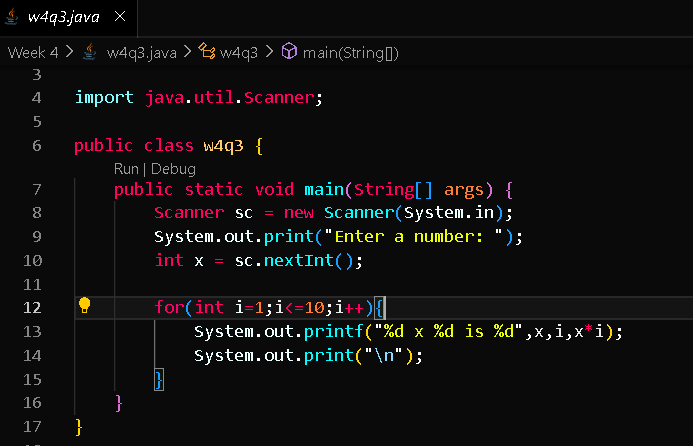 w4q3.java
Week 4 > w4q3.java > w4q3 > main(String[])
3
4 import java.util.Scanner;
5
6 public class w4q3 {
Run | Debug
7 public static void main(String[] args) {
8 Scanner sc = new Scanner(System.in);
9 System.out.print("Enter a number: ");
10 int x = sc.nextInt();
11
12 for(int i=1;i<=10;i++){
13 System.out.printf("%d x %d is %d",x,i,x*i);
14 System.out.print("\n");
15 }
16 }
17 }